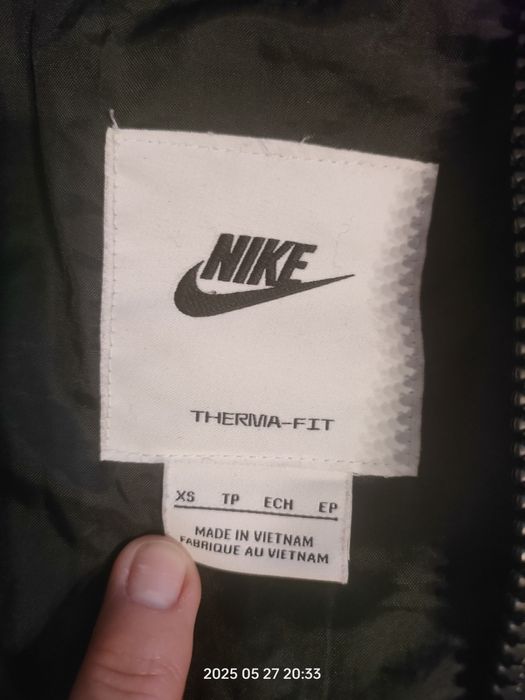 NIKE
THERMA-FIT
XS TP ECH EP
MADE IN VIETNAM
FABRIQUE AU VIETNAM
2025 05 27 20:33